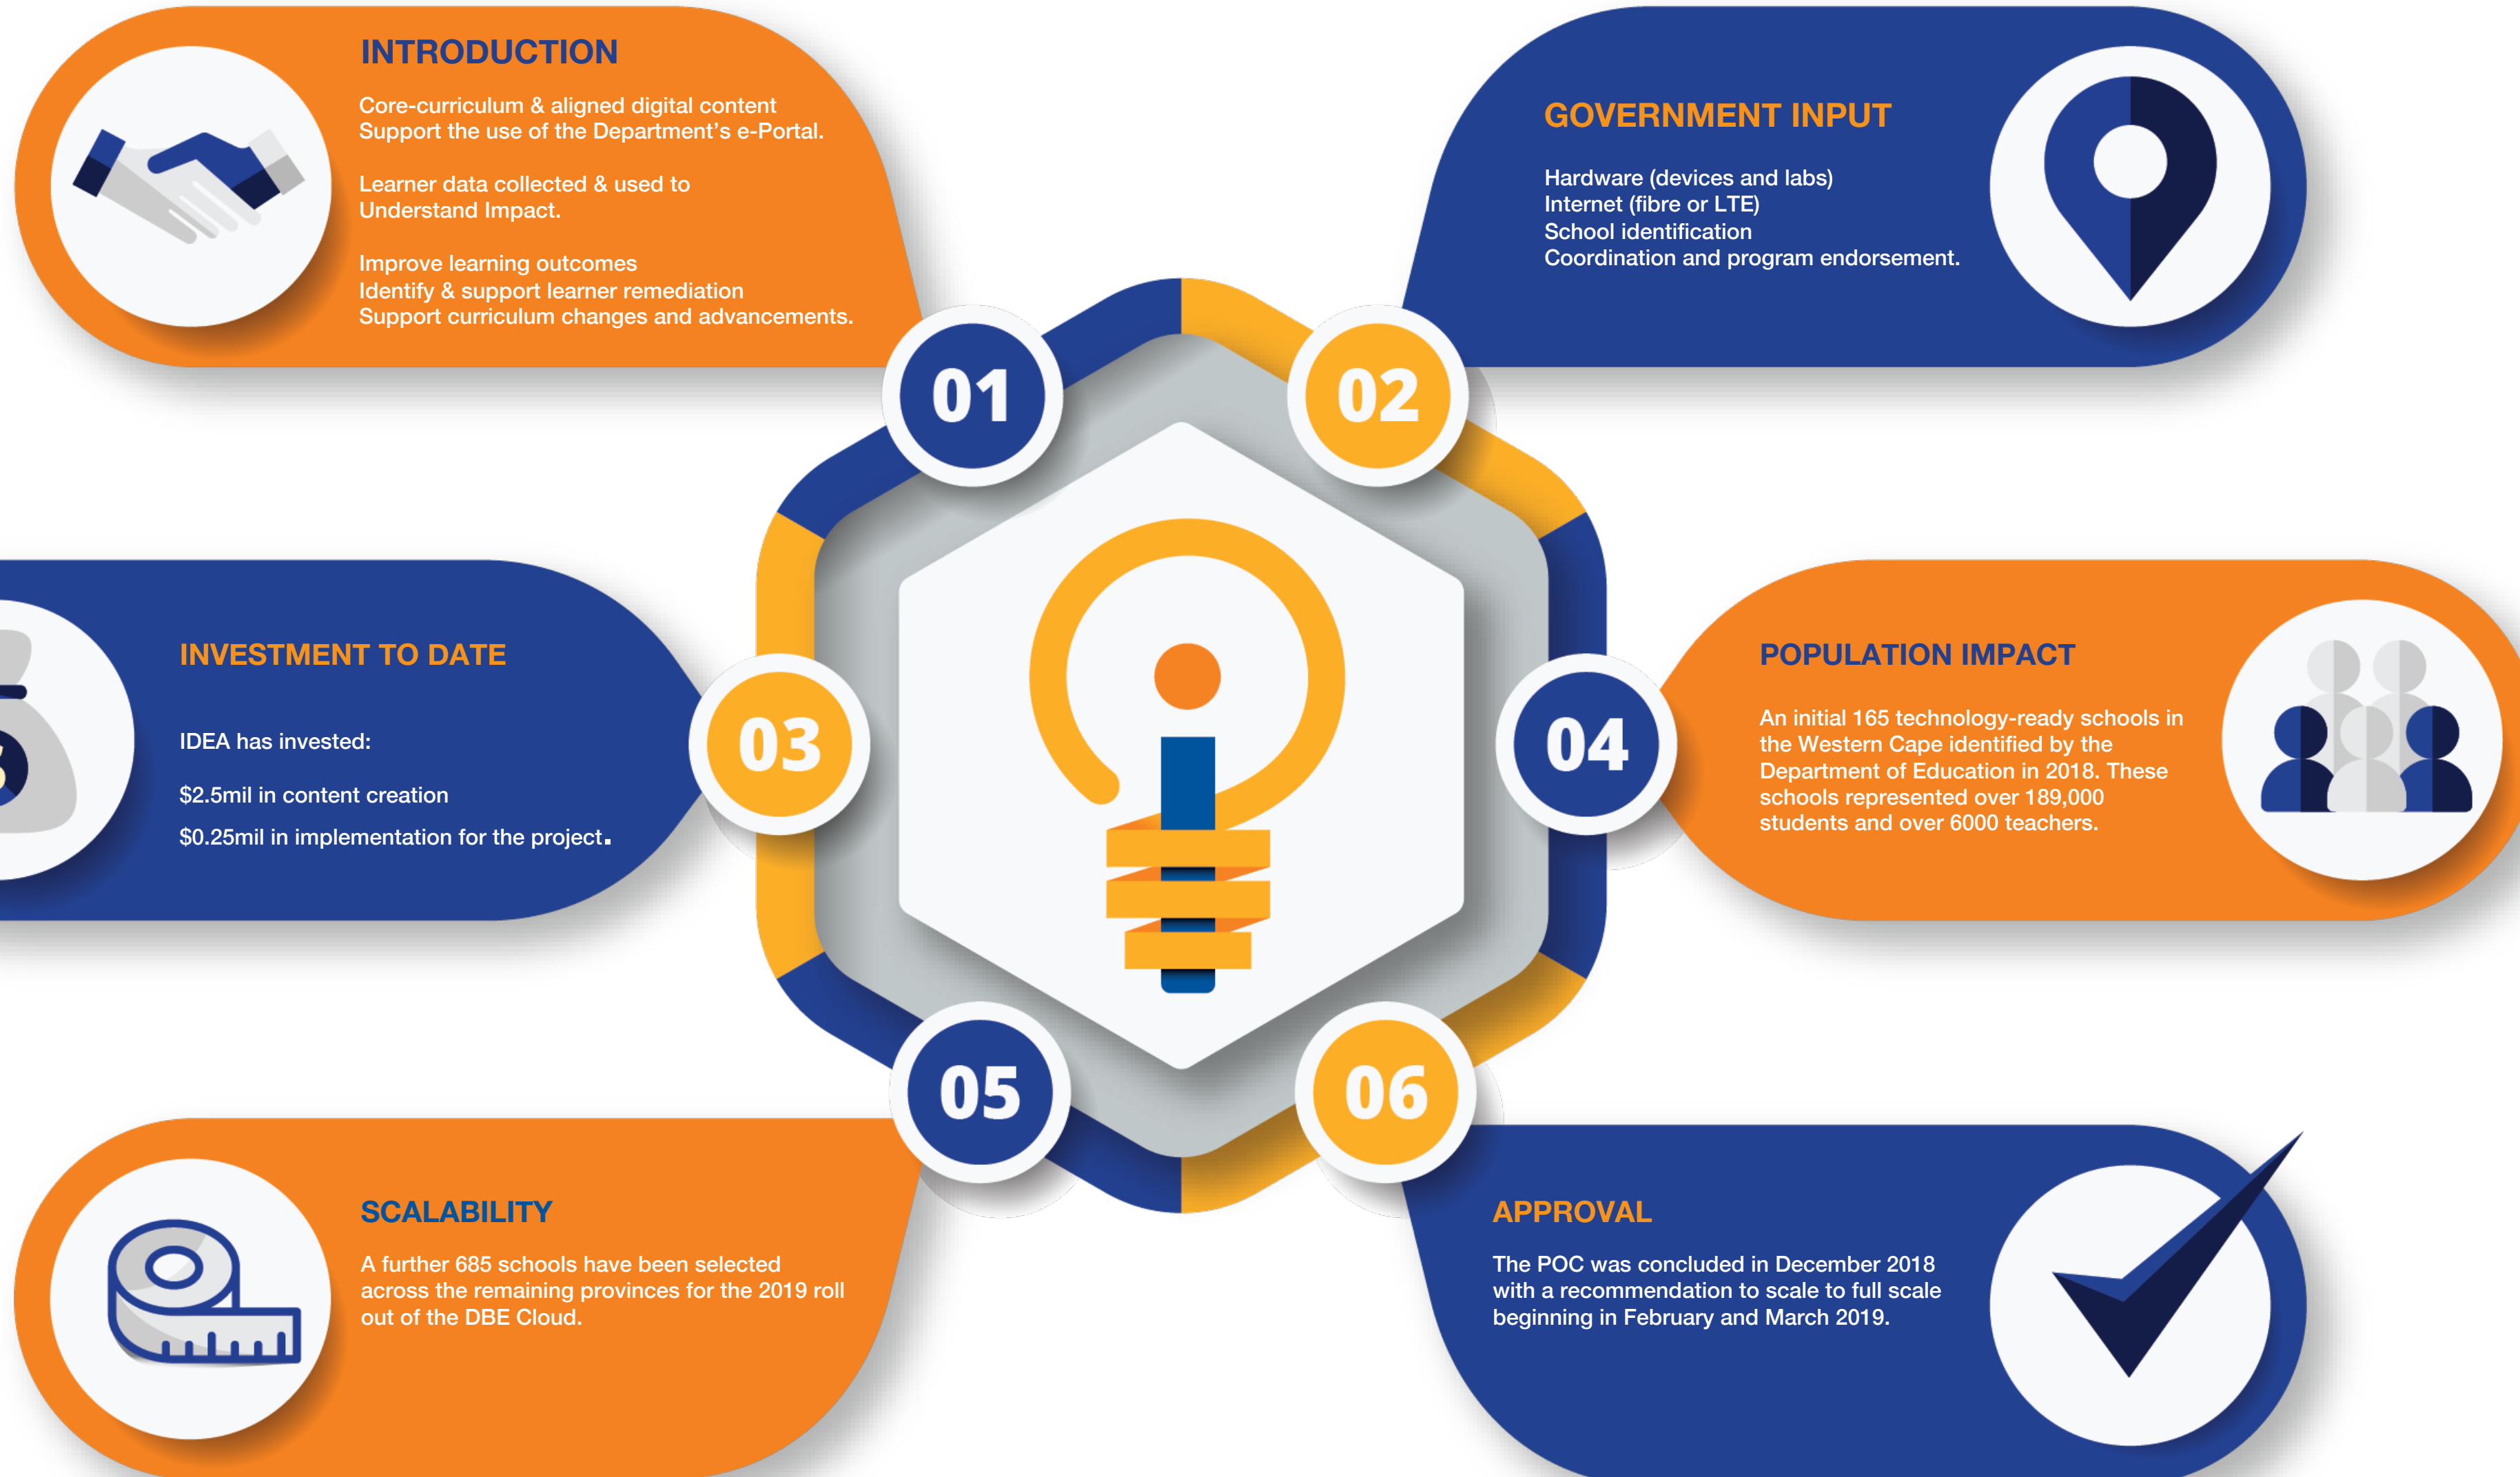 INTRODUCTION
Core-curriculum & aligned digital content
Support the use of the Department's e-Portal.
Learner data collected & used to
Understand Impact.
Improve learning outcomes
Identify & support learner remediation
Support curriculum changes and advancements.
01
GOVERNMENT INPUT
Hardware (devices and labs)
Internet (fibre or LTE)
School identification
Coordination and program endorsement.
02
INVESTMENT TO DATE
IDEA has invested:
$2.5mil in content creation
$0.25mil in implementation for the project.
03
04
POPULATION IMPACT
An initial 165 technology-ready schools in
the Western Cape identified by the
Department of Education in 2018. These
schools represented over 189,000
students and over 6000 teachers.
05
SCALABILITY
A further 685 schools have been selected
across the remaining provinces for the 2019 roll
out of the DBE Cloud.
06
APPROVAL
The POC was concluded in December 2018
with a recommendation to scale to full scale
beginning in February and March 2019.